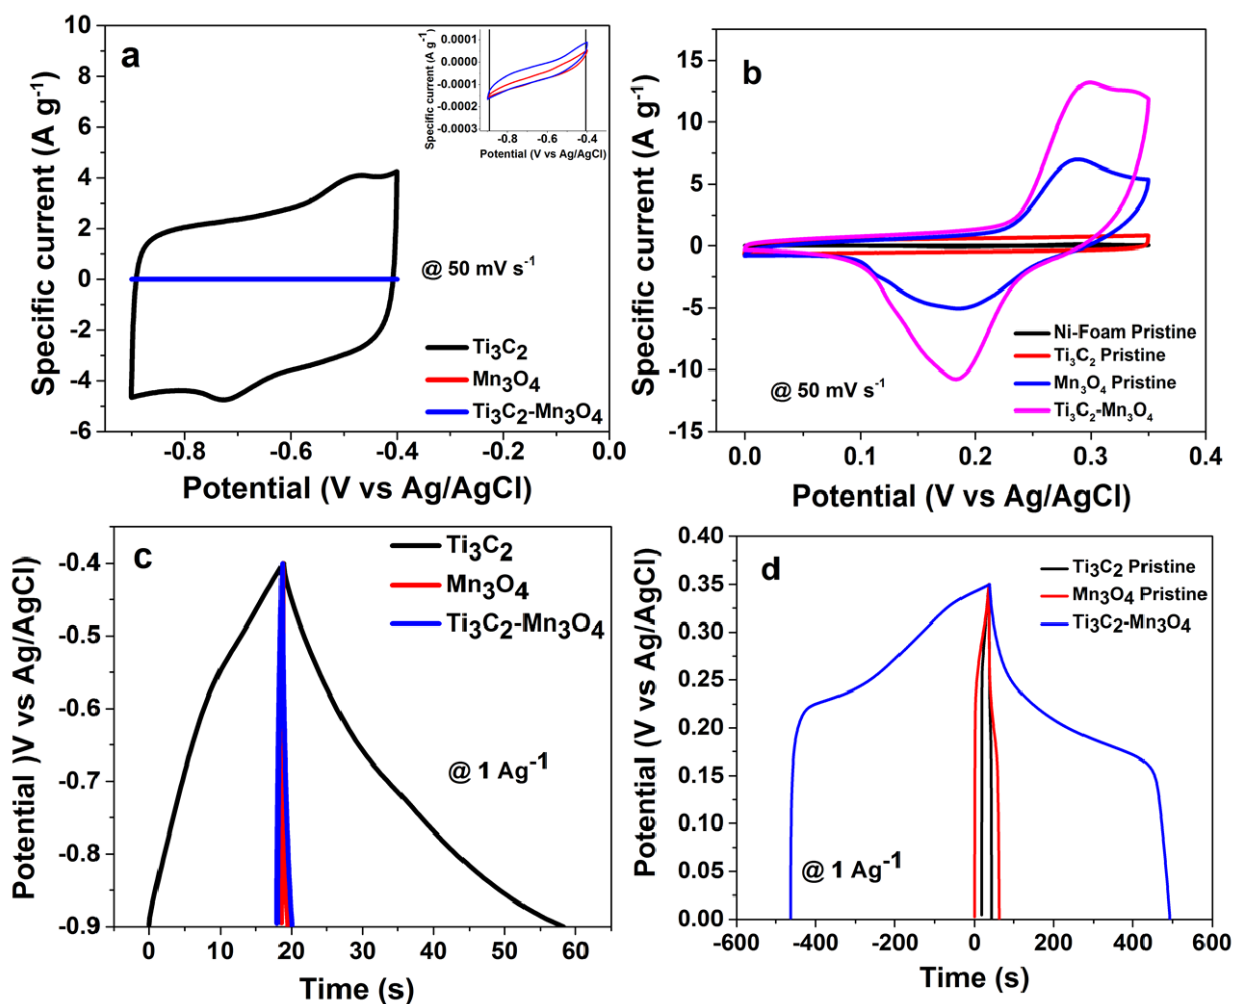 a
10
8
6
4
2
0
-2
-4
-6
Specific current (A g⁻¹)
-0.8 -0.6 -0.4 -0.2 0.0
Potential (V vs Ag/AgCl)
@ 50 mV s⁻¹
Ti₃C₂
Mn₃O₄
Ti₃C₂-Mn₃O₄
0.0001
0.0000
-0.0001
-0.0002
-0.0003
Specific current (A g⁻¹)
-0.8 -0.6 -0.4
Potential (V vs Ag/AgCl)
b
15
10
5
0
-5
-10
-15
Specific current (A g⁻¹)
0.0 0.1 0.2 0.3 0.4
Potential (V vs Ag/AgCl)
@ 50 mV s⁻¹
Ni-Foam Pristine
Ti₃C₂ Pristine
Mn₃O₄ Pristine
Ti₃C₂-Mn₃O₄
c
-0.4
-0.5
-0.6
-0.7
-0.8
-0.9
Potential )V vs Ag/AgCl)
0 10 20 30 40 50 60
Time (s)
@ 1 Ag⁻¹
Ti₃C₂
Mn₃O₄
Ti₃C₂-Mn₃O₄
d
0.40
0.35
0.30
0.25
0.20
0.15
0.10
0.05
0.00
Potential (V vs Ag/AgCl)
-600 -400 -200 0 200 400 600
Time (s)
@ 1 Ag⁻¹
Ti₃C₂ Pristine
Mn₃O₄ Pristine
Ti₃C₂-Mn₃O₄